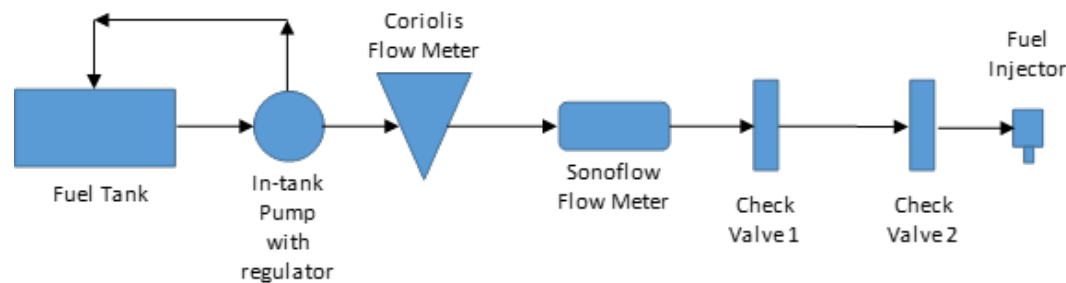 Coriolis
Flow Meter
Fuel
Injector
Fuel Tank
In-tank
Pump
with
regulator
Sonoflow
Flow Meter
Check
Valve 1
Check
Valve 2